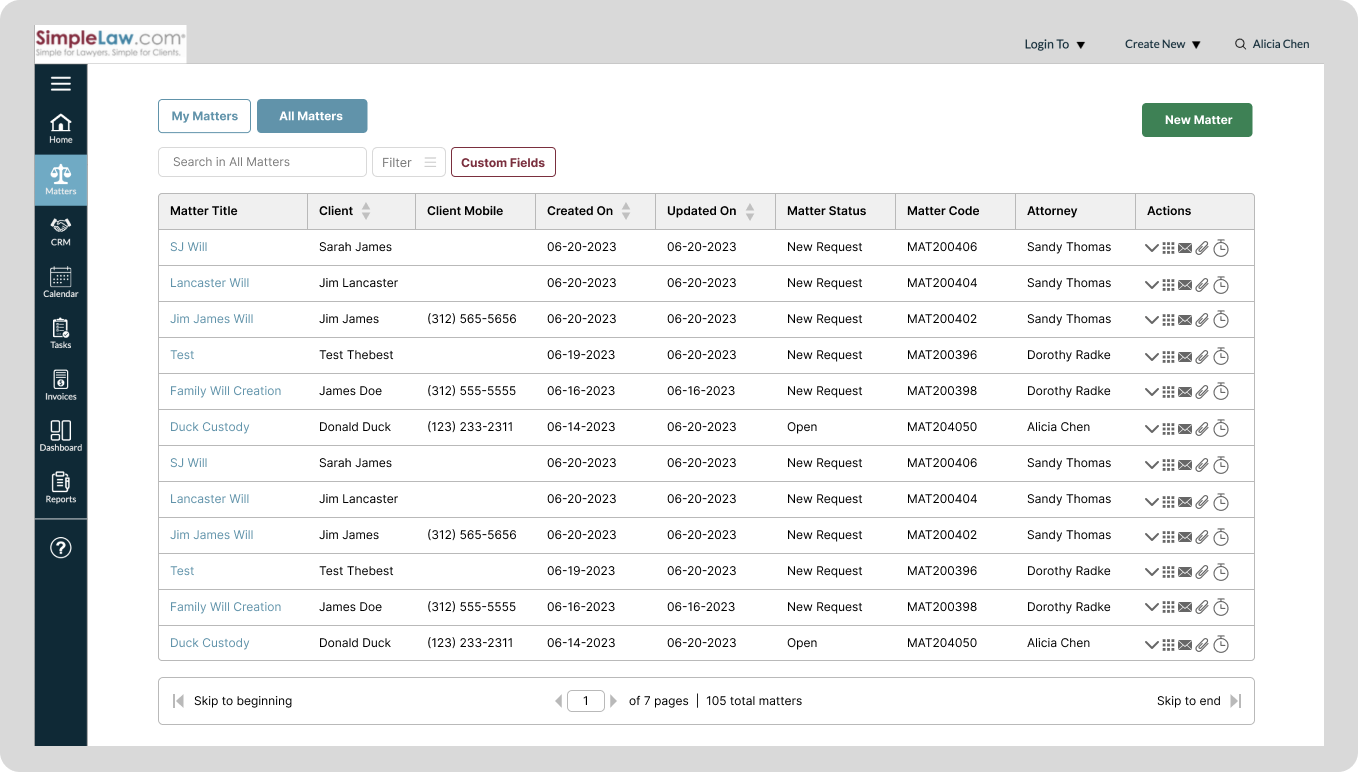 SimpleLaw.com®
Simple for Lawyers. Simple for Clients.
Login To Create New Alicia Chen
Home
Matters
CRM
Calendar
Tasks
Invoices
Dashboard
Reports
?
My Matters All Matters New Matter
Search in All Matters Filter Custom Fields
Matter Title Client Client Mobile Created On Updated On Matter Status Matter Code Attorney Actions
SJ Will Sarah James 06-20-2023 06-20-2023 New Request MAT200406 Sandy Thomas
Lancaster Will Jim Lancaster 06-20-2023 06-20-2023 New Request MAT200404 Sandy Thomas
Jim James Will Jim James (312) 565-5656 06-20-2023 06-20-2023 New Request MAT200402 Sandy Thomas
Test Test Thebest 06-19-2023 06-20-2023 New Request MAT200396 Dorothy Radke
Family Will Creation James Doe (312) 555-5555 06-16-2023 06-16-2023 New Request MAT200398 Dorothy Radke
Duck Custody Donald Duck (123) 233-2311 06-14-2023 06-20-2023 Open MAT204050 Alicia Chen
SJ Will Sarah James 06-20-2023 06-20-2023 New Request MAT200406 Sandy Thomas
Lancaster Will Jim Lancaster 06-20-2023 06-20-2023 New Request MAT200404 Sandy Thomas
Jim James Will Jim James (312) 565-5656 06-20-2023 06-20-2023 New Request MAT200402 Sandy Thomas
Test Test Thebest 06-19-2023 06-20-2023 New Request MAT200396 Dorothy Radke
Family Will Creation James Doe (312) 555-5555 06-16-2023 06-16-2023 New Request MAT200398 Dorothy Radke
Duck Custody Donald Duck (123) 233-2311 06-14-2023 06-20-2023 Open MAT204050 Alicia Chen
Skip to beginning 1 of 7 pages | 105 total matters Skip to end